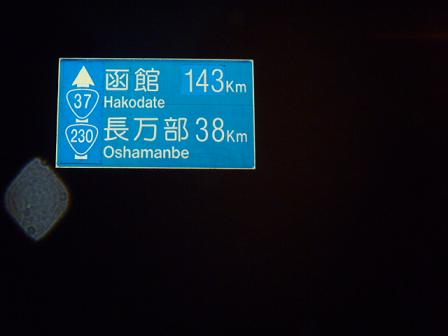 函館 143Km
37
Hakodate
長万部 38Km
230
Oshamanbe